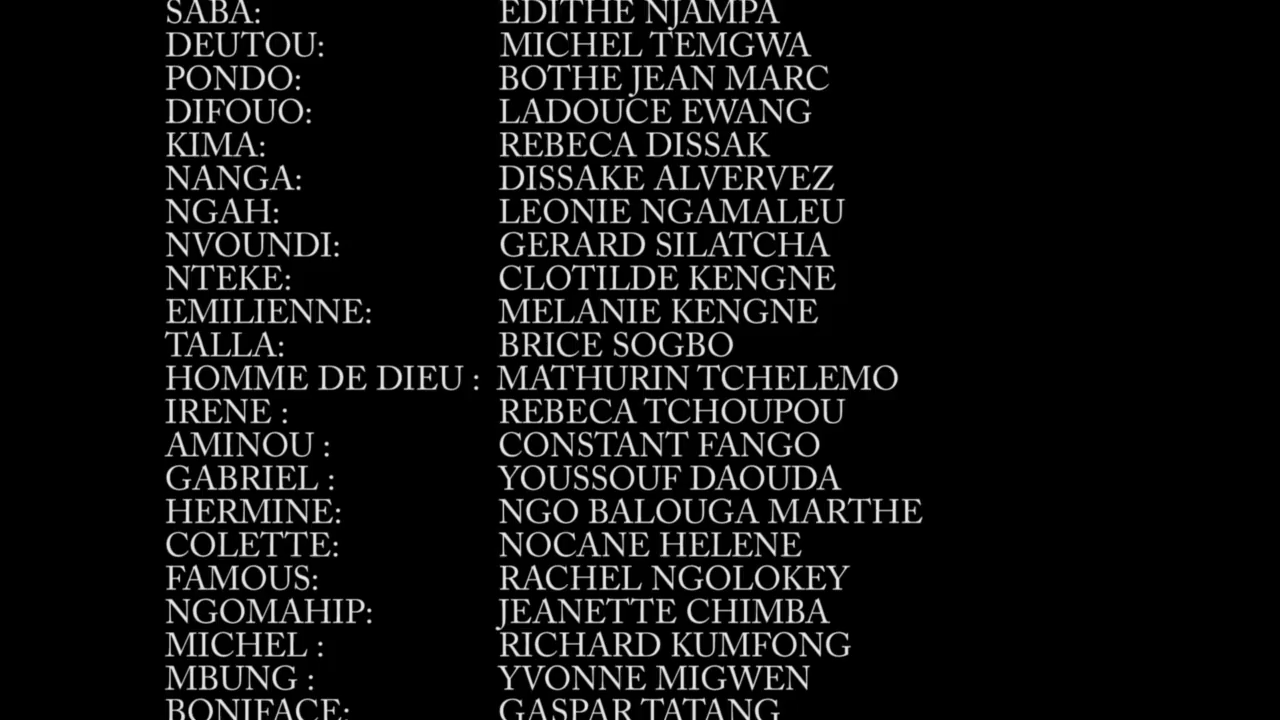 SABA: EDITHE NJAMPA
DEUTOU: MICHEL TEMGWA
PONDO: BOTHE JEAN MARC
DIFOUO: LADOUCE EWANG
KIMA: REBECA DISSAK
NANGA: DISSAKE ALVERVEZ
NGAH: LEONIE NGAMALEU
NVOUNDI: GERARD SILATCHA
NTEKE: CLOTILDE KENGNE
EMILIENNE: MELANIE KENGNE
TALLA: BRICE SOGBO
HOMME DE DIEU : MATHURIN TCHELEMO
IRENE : REBECA TCHOUPOU
AMINOU : CONSTANT FANGO
GABRIEL : YOUSSOUF DAOUDA
HERMINE: NGO BALOUGA MARTHE
COLETTE: NOCANE HELENE
FAMOUS: RACHEL NGOLOKEY
NGOMAHIP: JEANETTE CHIMBA
MICHEL : RICHARD KUMFONG
MBUNG : YVONNE MIGWEN
BONIFACE: GASPAR TATANG